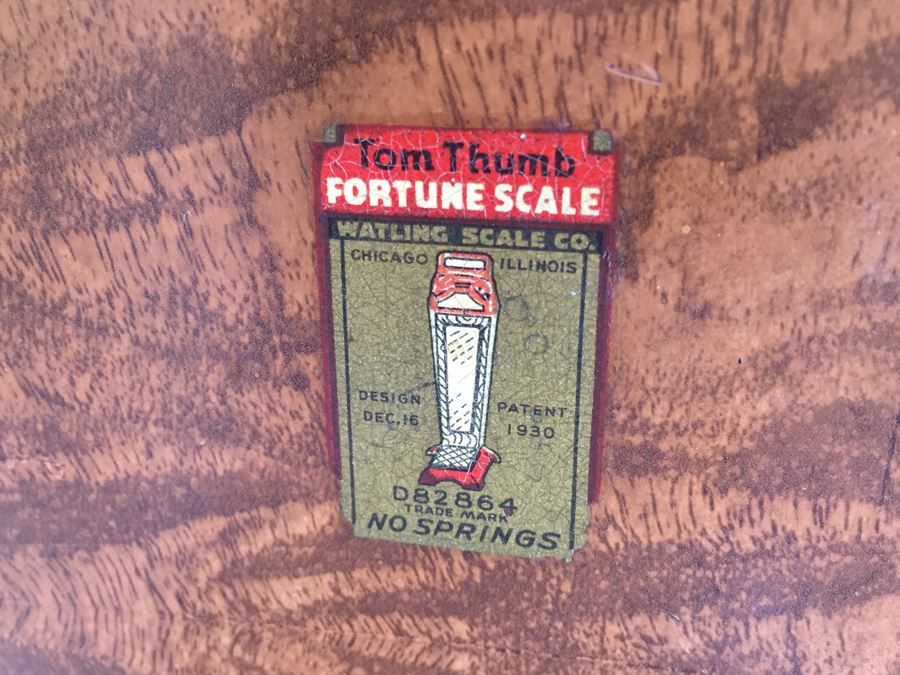 Tom Thumb
FORTUNE SCALE
WATLING SCALE CO.
CHICAGO ILLINOIS
DESIGN PATENT
DEC. 16 1930
D82864
TRADE MARK
NO SPRINGS